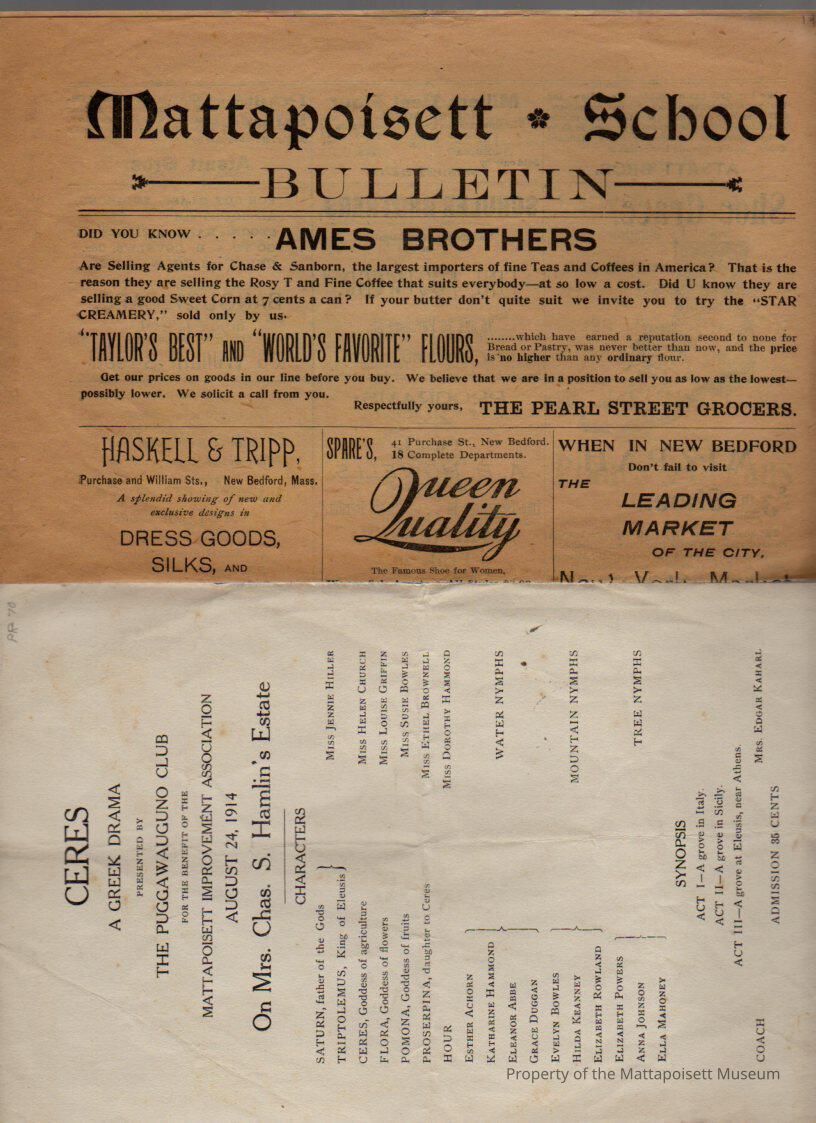 Mattapoisett School
BULLETIN
DID YOU KNOW . . . . . AMES BROTHERS
Are Selling Agents for Chase & Sanborn, the largest importers of fine Teas and Coffees in America? That is the
reason they are selling the Rosy T and Fine Coffee that suits everybody—at so low a cost. Did U know they are
selling a good Sweet Corn at 7 cents a can? If your butter don't quite suit we invite you to try the "STAR
CREAMERY," sold only by us.
"TAYLOR'S BEST" AND "WORLD'S FAVORITE" FLOURS,
........which have earned a reputation second to none for
Bread or Pastry, was never better than now, and the price
is no higher than any ordinary flour.
Get our prices on goods in our line before you buy. We believe that we are in a position to sell you as low as the lowest—
possibly lower. We solicit a call from you.
Respectfully yours, THE PEARL STREET GROCERS.
HASKELL & TRIPP,
Purchase and William Sts., New Bedford, Mass.
A splendid showing of new and
exclusive designs in
DRESS GOODS,
SILKS, AND
SPARE'S,
41 Purchase St., New Bedford.
18 Complete Departments.
Queen
Quality
The Famous Shoe for Women,
WHEN IN NEW BEDFORD
Don't fail to visit
THE
LEADING
MARKET
OF THE CITY,
New York Market
PP 70
CERES
A GREEK DRAMA
PRESENTED BY
THE PUGGAWAUGUNO CLUB
FOR THE BENEFIT OF THE
MATTAPOISETT IMPROVEMENT ASSOCIATION
AUGUST 24, 1914
On Mrs. Chas. S. Hamlin's Estate
CHARACTERS
SATURN, father of the Gods
TRIPTOLEMUS, King of Eleusis
MISS JENNIE HILLER
CERES, Goddess of agriculture MISS HELEN CHURCH
FLORA, Goddess of flowers MISS LOUISE GRIFFIN
POMONA, Goddess of fruits MISS SUSIE BOWLES
PROSERPINA, daughter to Ceres MISS ETHEL BROWNELL
HOUR MISS DOROTHY HAMMOND
ESTHER ACHORN
KATHARINE HAMMOND
ELEANOR ABBE
GRACE DUGGAN
WATER NYMPHS
EVELYN BOWLES
HILDA KEANNEY
ELIZABETH ROWLAND
MOUNTAIN NYMPHS
ELIZABETH POWERS
ANNA JOHNSON
ELLA MAHONEY
TREE NYMPHS
SYNOPSIS
ACT I—A grove in Italy.
ACT II—A grove in Sicily.
ACT III—A grove at Eleusis, near Athens.
COACH MRS. EDGAR KAHARL
ADMISSION 35 CENTS
Property of the Mattapoisett Museum